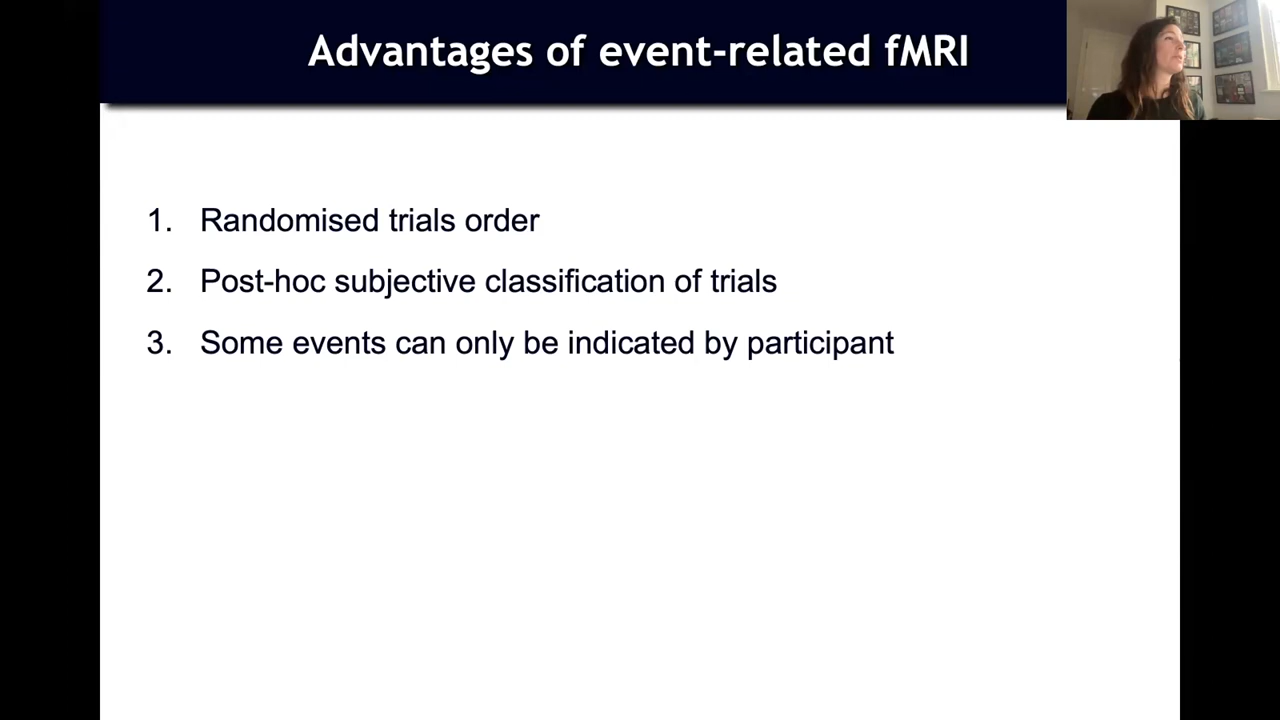 Advantages of event-related fMRI
1. Randomised trials order
2. Post-hoc subjective classification of trials
3. Some events can only be indicated by participant